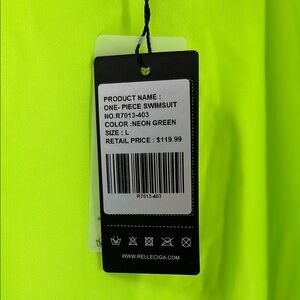 PRODUCT NAME :
ONE- PIECE SWIMSUIT
NO.R7013-403
COLOR :NEON GREEN
SIZE : L
RETAIL PRICE : $119.99
R7013-403
WWW.RELLECIGA.COM